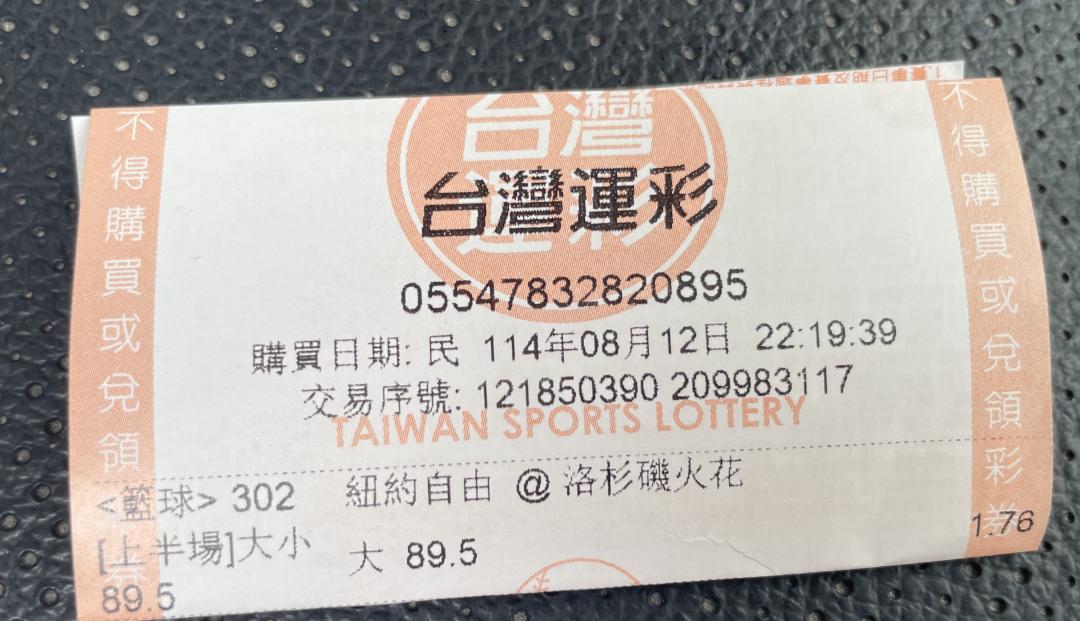 台灣
運彩
台灣運彩
05547832820895
購買日期: 民 114年08月12日 22:19:39
交易序號: 121850390 209983117
TAIWAN SPORTS LOTTERY
<籃球> 302 紐約自由 @ 洛杉磯火花
[上半場]大小 大 89.5 1.76
89.5
不得購買或兌領
不得購買或兌領彩券